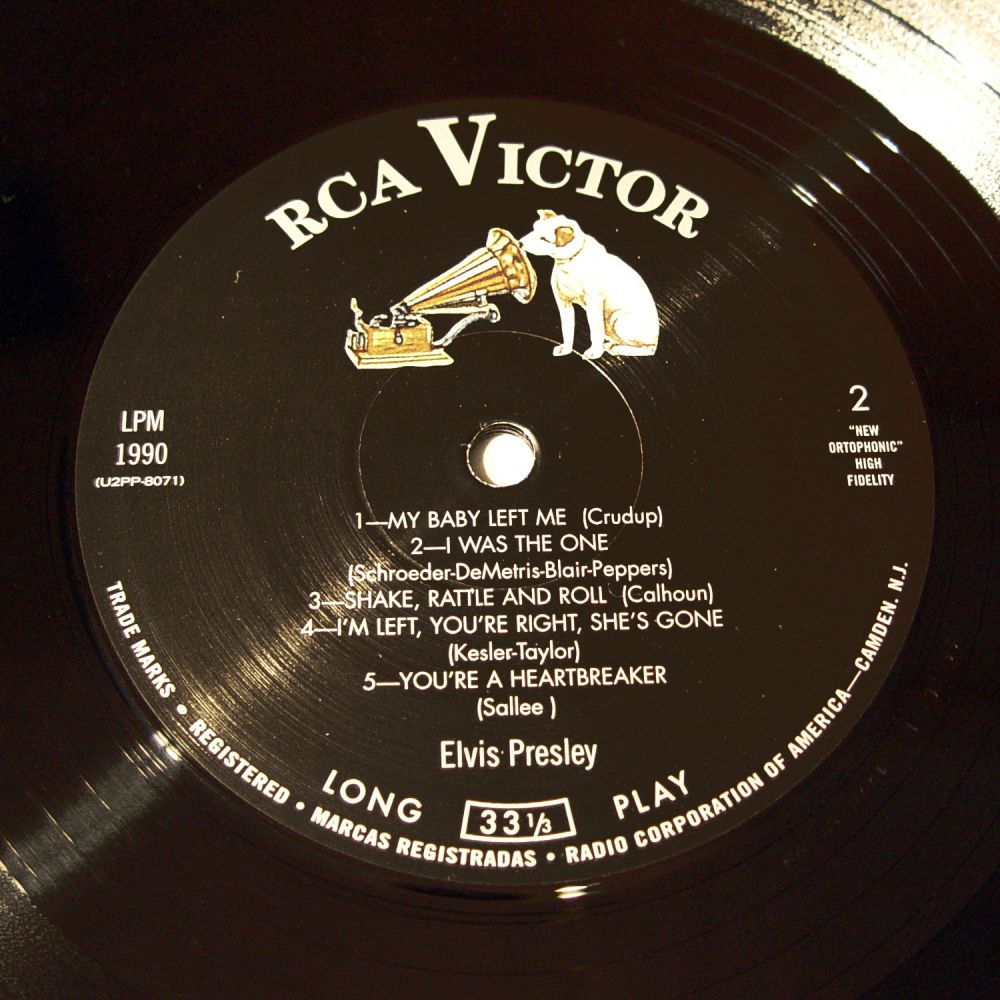 RCA VICTOR
LPM
1990
(U2PP-8071)
2
"NEW
ORTOPHONIC"
HIGH
FIDELITY
1—MY BABY LEFT ME (Crudup)
2—I WAS THE ONE
(Schroeder-DeMetris-Blair-Peppers)
3—SHAKE, RATTLE AND ROLL (Calhoun)
4—I'M LEFT, YOU'RE RIGHT, SHE'S GONE
(Kesler-Taylor)
5—YOU'RE A HEARTBREAKER
(Sallee )
Elvis Presley
LONG 33 1/3 PLAY
TRADE MARKS • REGISTERED • MARCAS REGISTRADAS • RADIO CORPORATION OF AMERICA—CAMDEN. N.J.